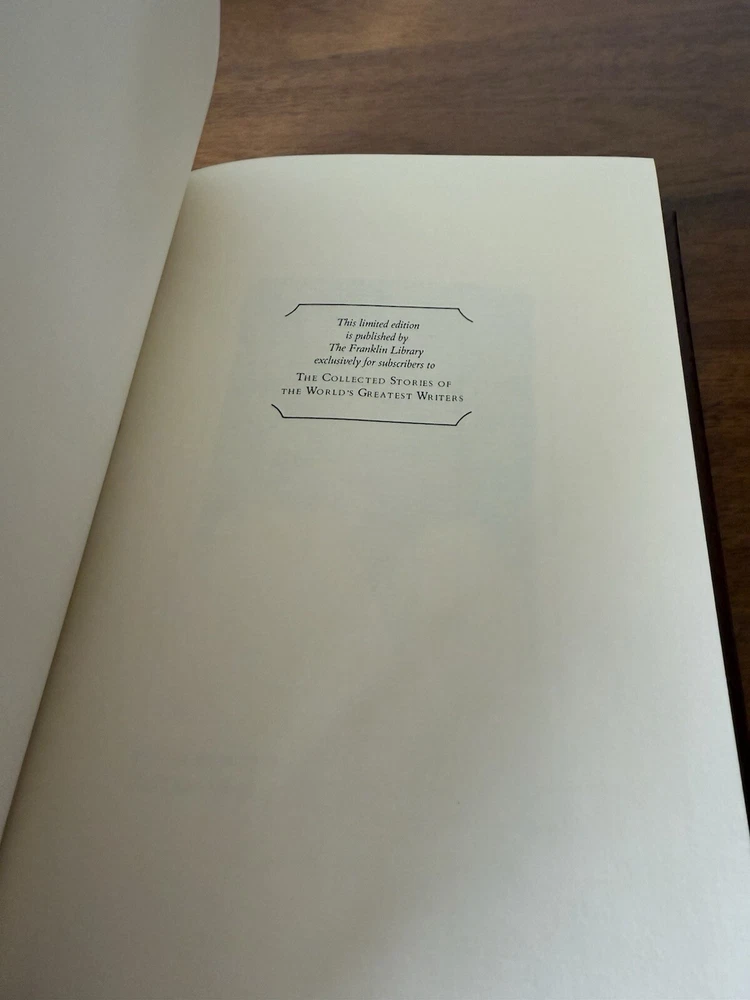 This limited edition
is published by
The Franklin Library
exclusively for subscribers to
The Collected Stories of
the World's Greatest Writers